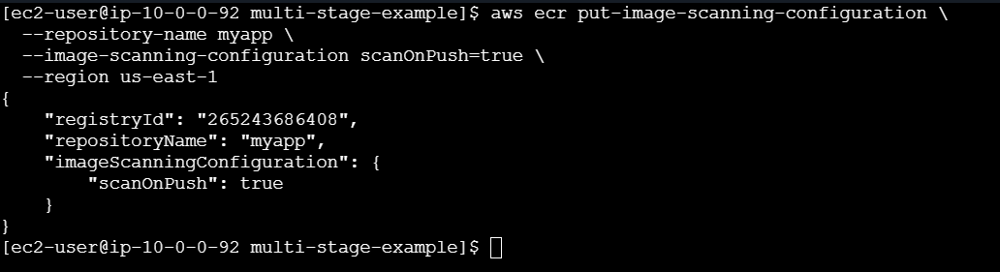 [ec2-user@ip-10-0-0-92 multi-stage-example]$ aws ecr put-image-scanning-configuration \
  --repository-name myapp \
  --image-scanning-configuration scanOnPush=true \
  --region us-east-1
{
    "registryId": "265243686408",
    "repositoryName": "myapp",
    "imageScanningConfiguration": {
        "scanOnPush": true
    }
}
[ec2-user@ip-10-0-0-92 multi-stage-example]$